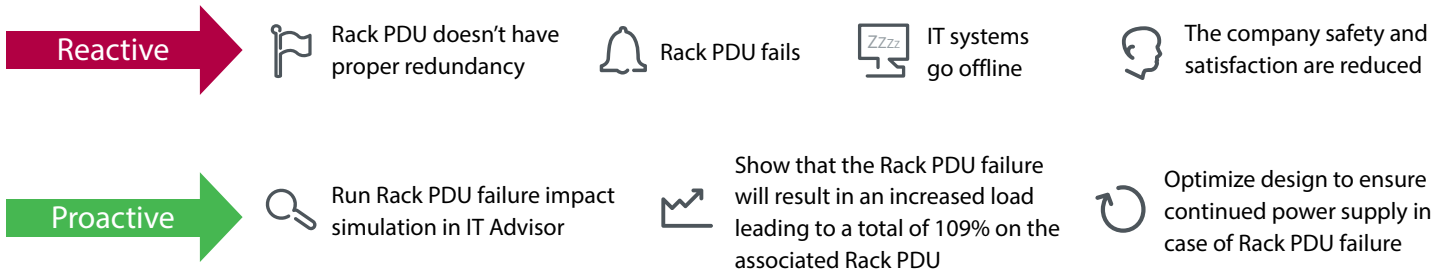 Reactive
Rack PDU doesn’t have
proper redundancy
Rack PDU fails
ZZzz
IT systems
go offline
The company safety and
satisfaction are reduced
Proactive
Run Rack PDU failure impact
simulation in IT Advisor
Show that the Rack PDU failure
will result in an increased load
leading to a total of 109% on the
associated Rack PDU
Optimize design to ensure
continued power supply in
case of Rack PDU failure